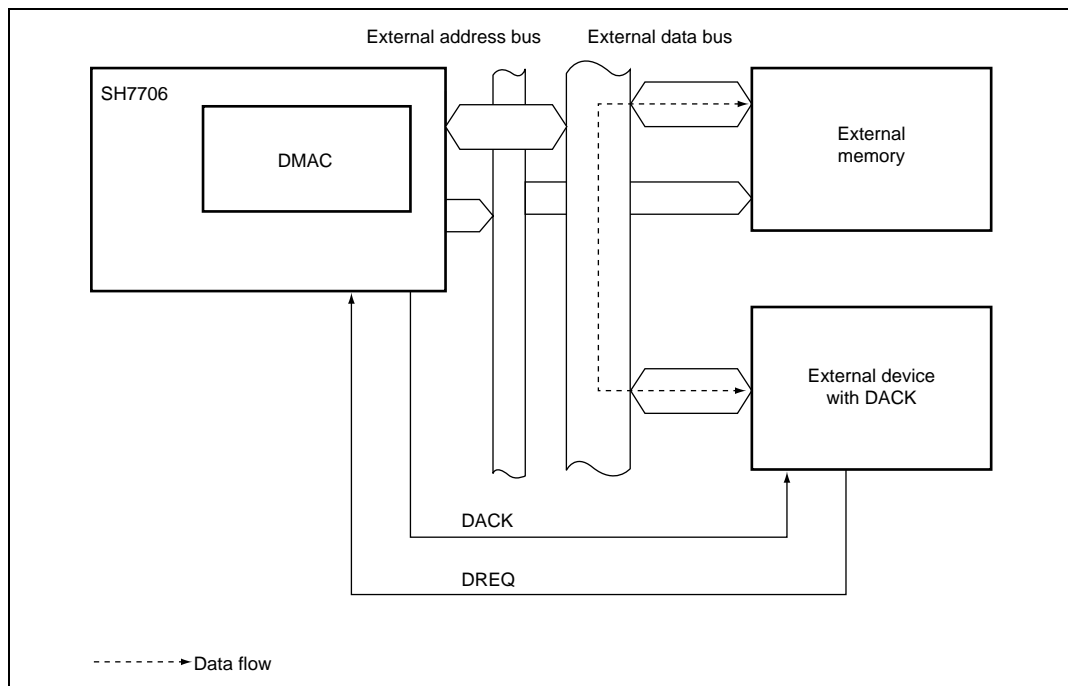 External address bus
External data bus
SH7706
DMAC
External
memory
External device
with DACK
DACK
DREQ
Data flow